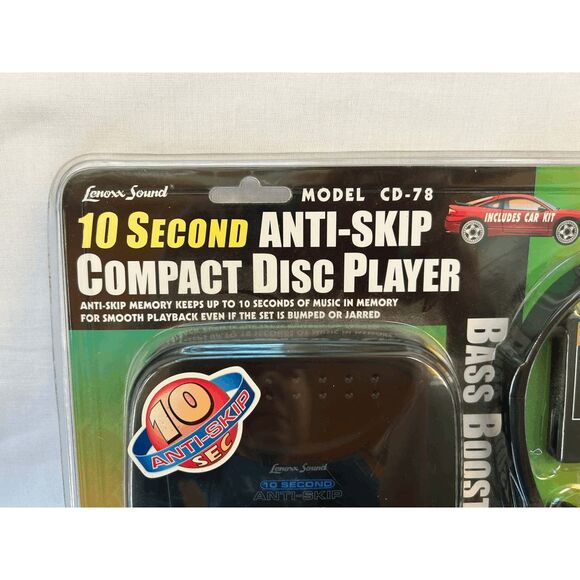 Lenoxx Sound
MODEL CD-78
10 SECOND ANTI-SKIP
COMPACT DISC PLAYER
ANTI-SKIP MEMORY KEEPS UP TO 10 SECONDS OF MUSIC IN MEMORY
FOR SMOOTH PLAYBACK EVEN IF THE SET IS BUMPED OR JARRED
INCLUDES CAR KIT
BASS BOOST
10
ANTI-SKIP
SEC
Lenoxx Sound
10 SECOND
ANTI-SKIP